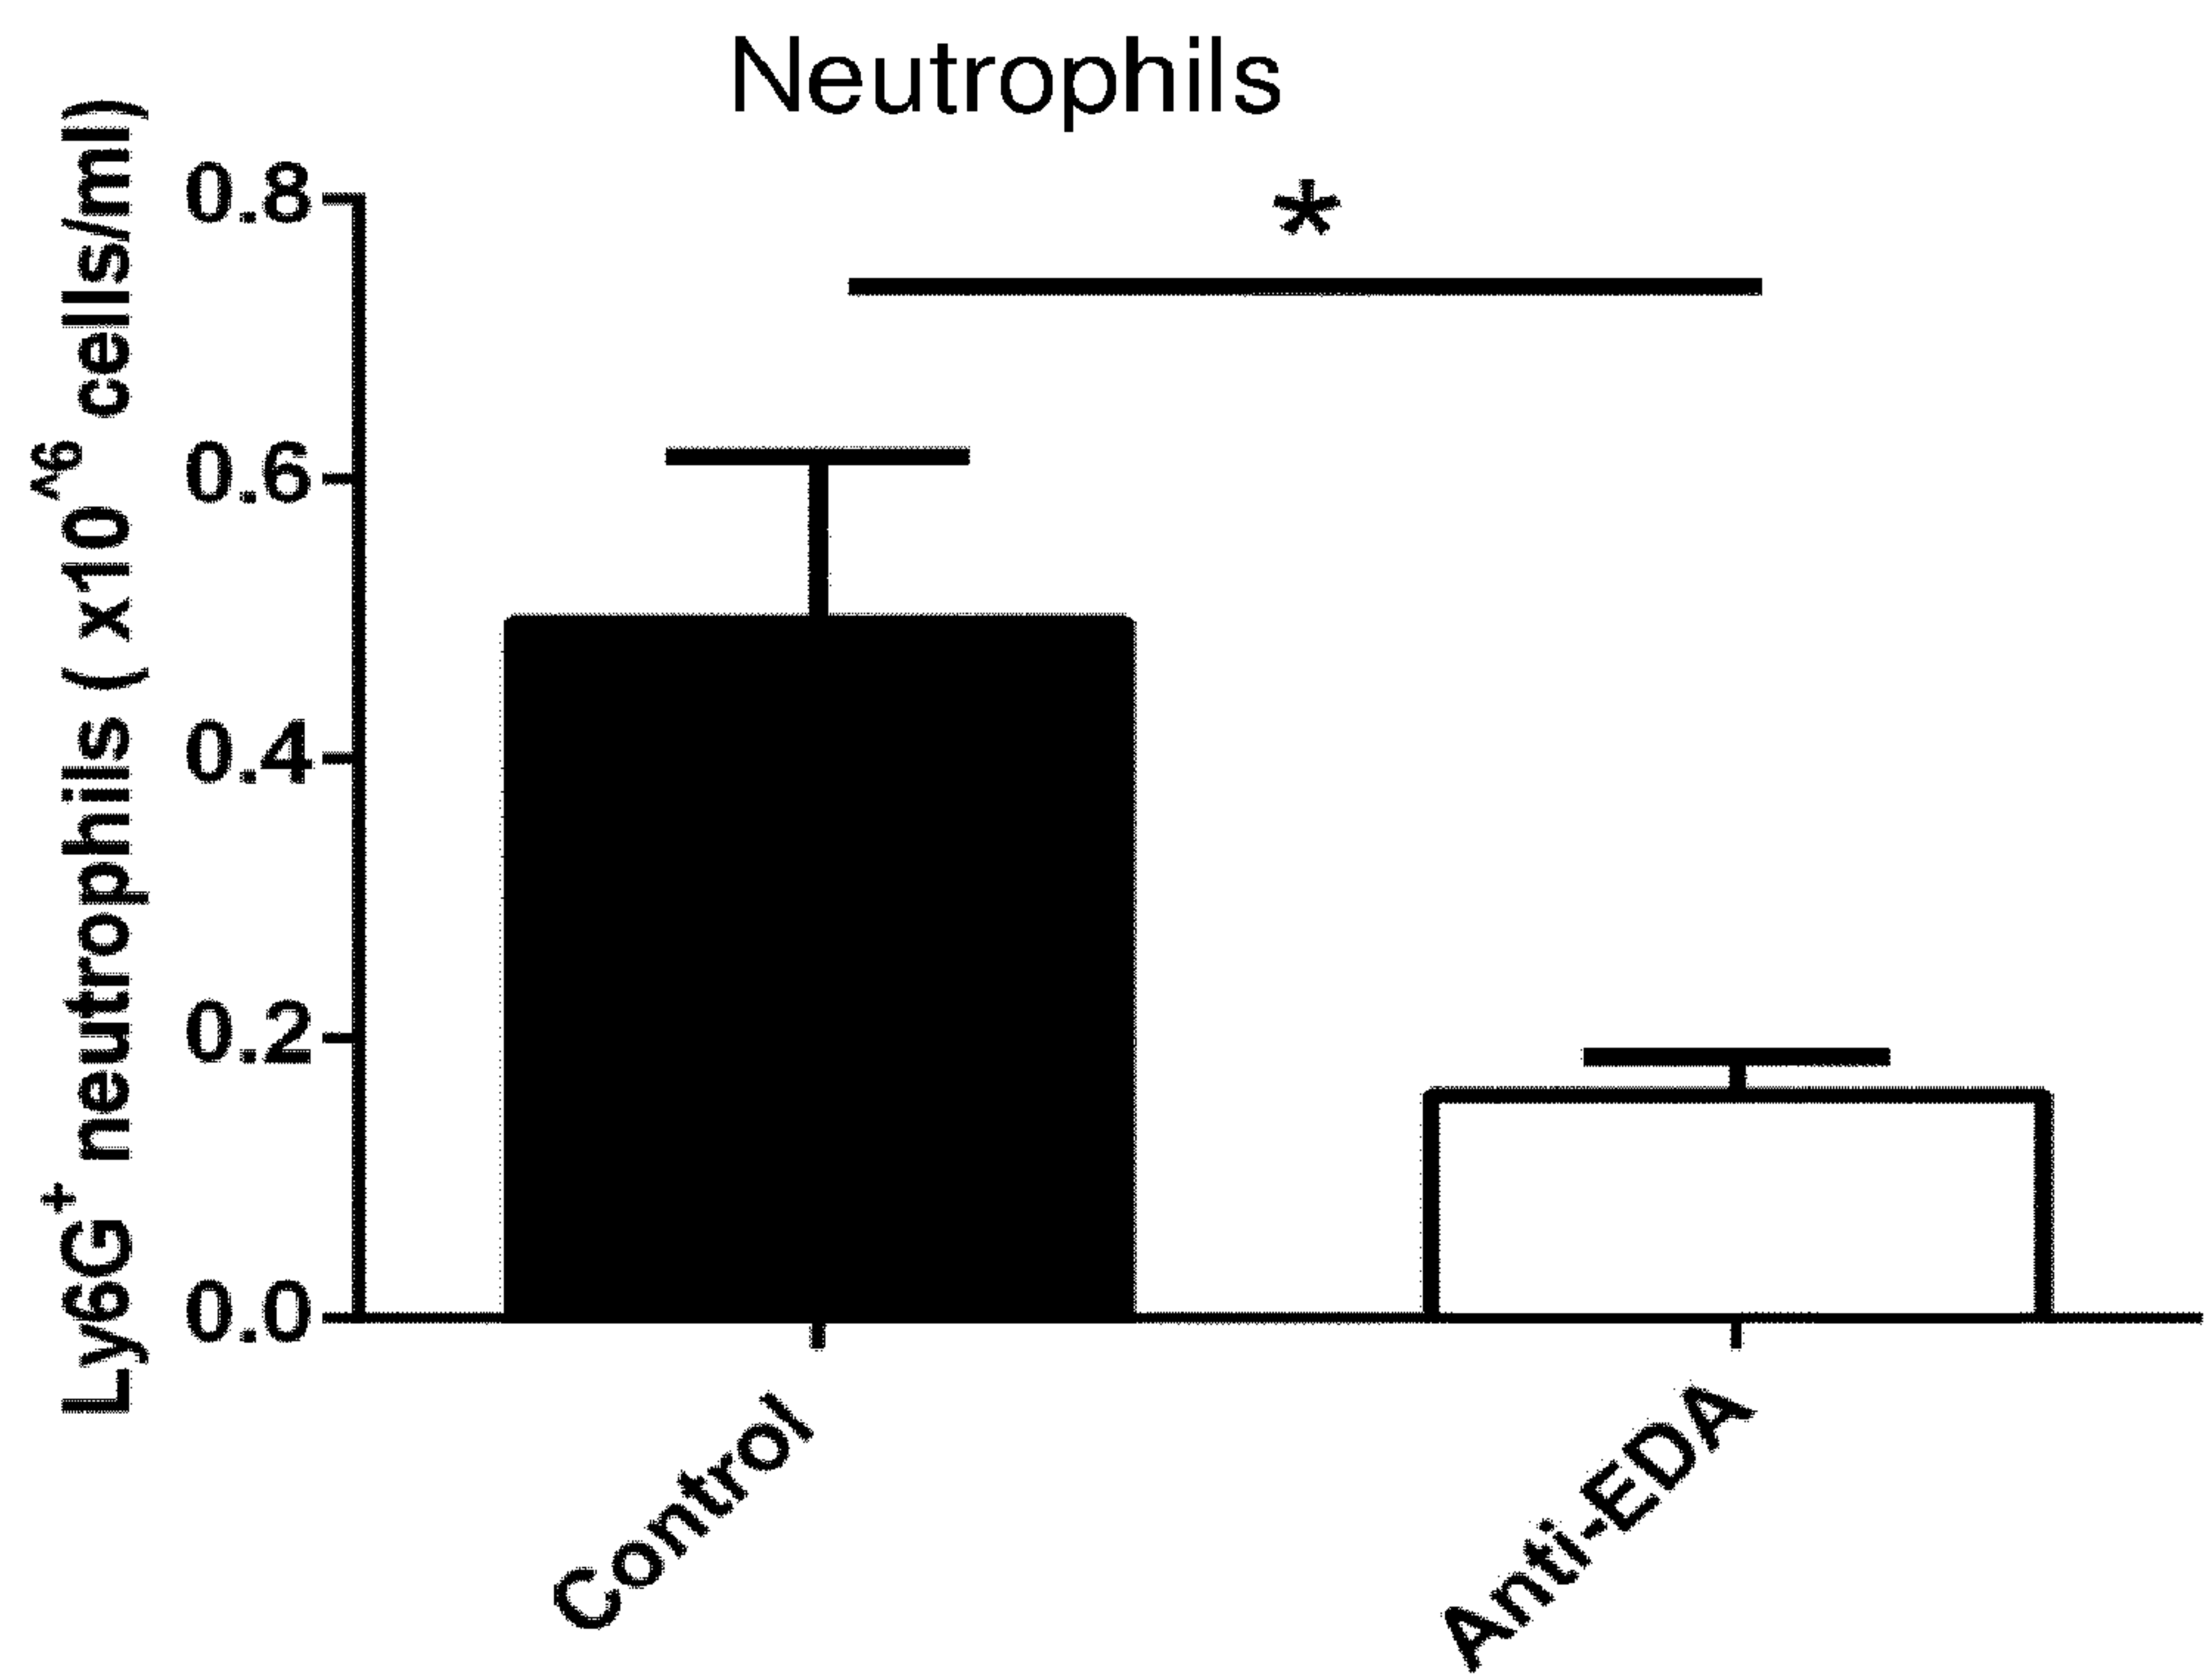 Neutrophils
*
Ly6G⁺ neutrophils ( x10^6 cells/ml)
0.8
0.6
0.4
0.2
0.0
Control
Anti-EDA